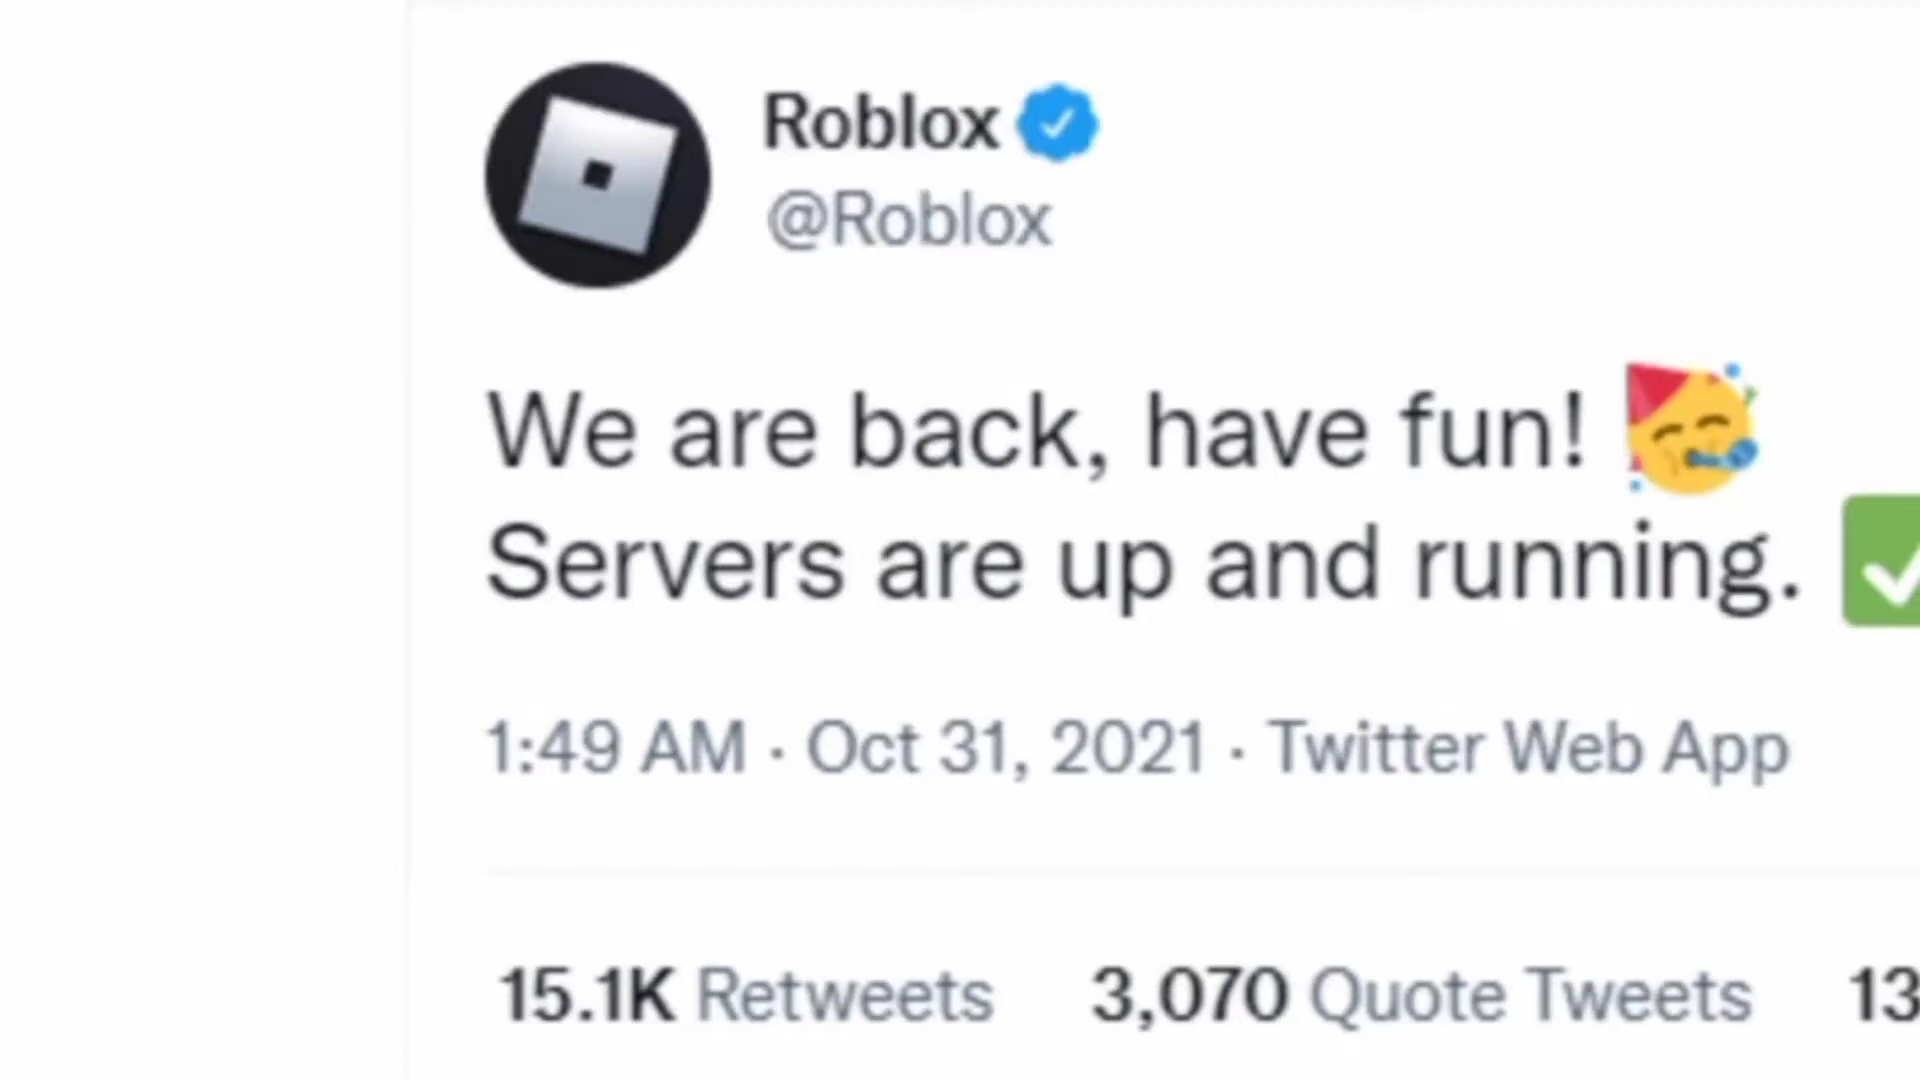 Roblox
@Roblox
We are back, have fun! 🥳
Servers are up and running. ✅
1:49 AM · Oct 31, 2021 · Twitter Web App
15.1K Retweets 3,070 Quote Tweets 13